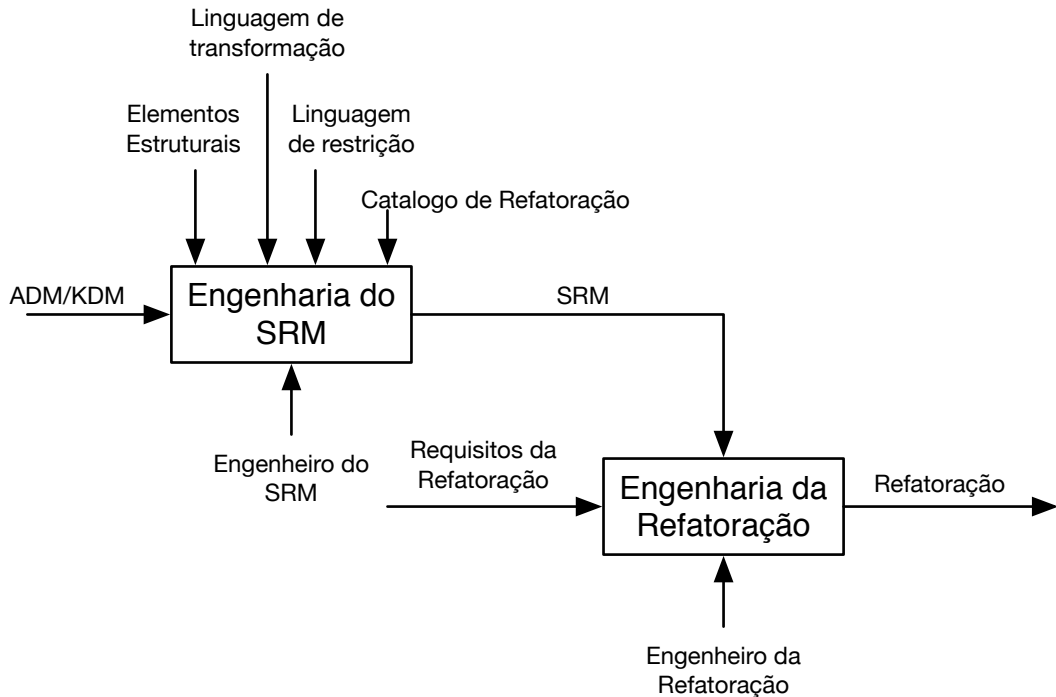 Linguagem de
transformação
Elementos
Estruturais
Linguagem
de restrição
Catalogo de Refatoração
ADM/KDM
Engenharia do
SRM
SRM
Engenheiro do
SRM
Requisitos da
Refatoração
Engenharia da
Refatoração
Refatoração
Engenheiro da
Refatoração